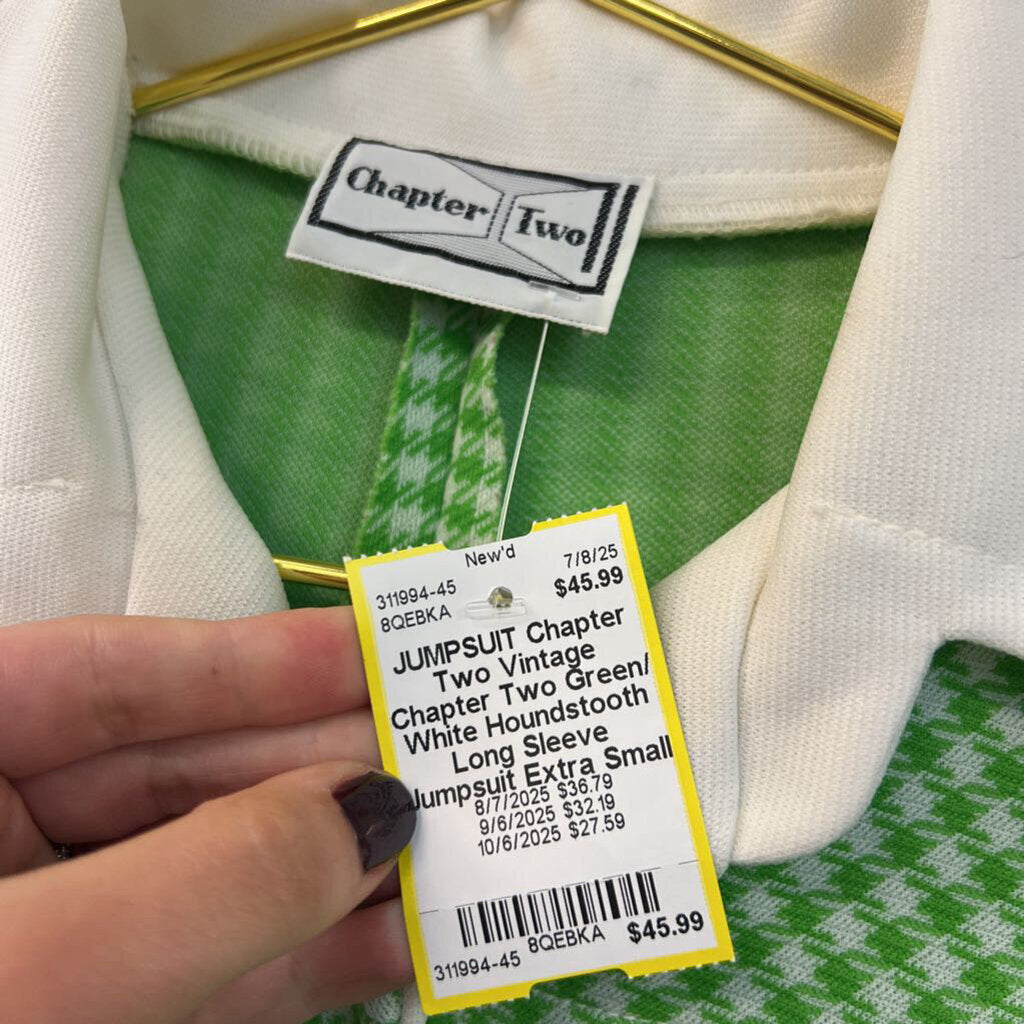 Chapter Two
New'd
7/8/25
311994-45
$45.99
8QEBKA
JUMPSUIT Chapter
Two Vintage
Chapter Two Green/
White Houndstooth
Long Sleeve
Jumpsuit Extra Small
8/7/2025 $36.79
9/6/2025 $32.19
10/6/2025 $27.59
8QEBKA
$45.99
311994-45